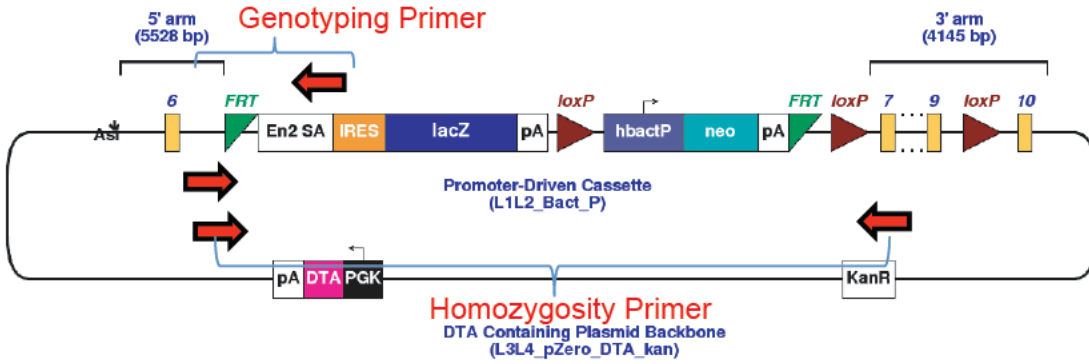 Genotyping Primer
5' arm
(5528 bp)
3' arm
(4145 bp)
6 FRT loxP FRT loxP 7 9 loxP 10
AsI En2 SA IRES lacZ pA hbactP neo pA ... ...
Promoter-Driven Cassette
(L1L2_Bact_P)
pA DTA PGK KanR
Homozygosity Primer
DTA Containing Plasmid Backbone
(L3L4_pZero_DTA_kan)